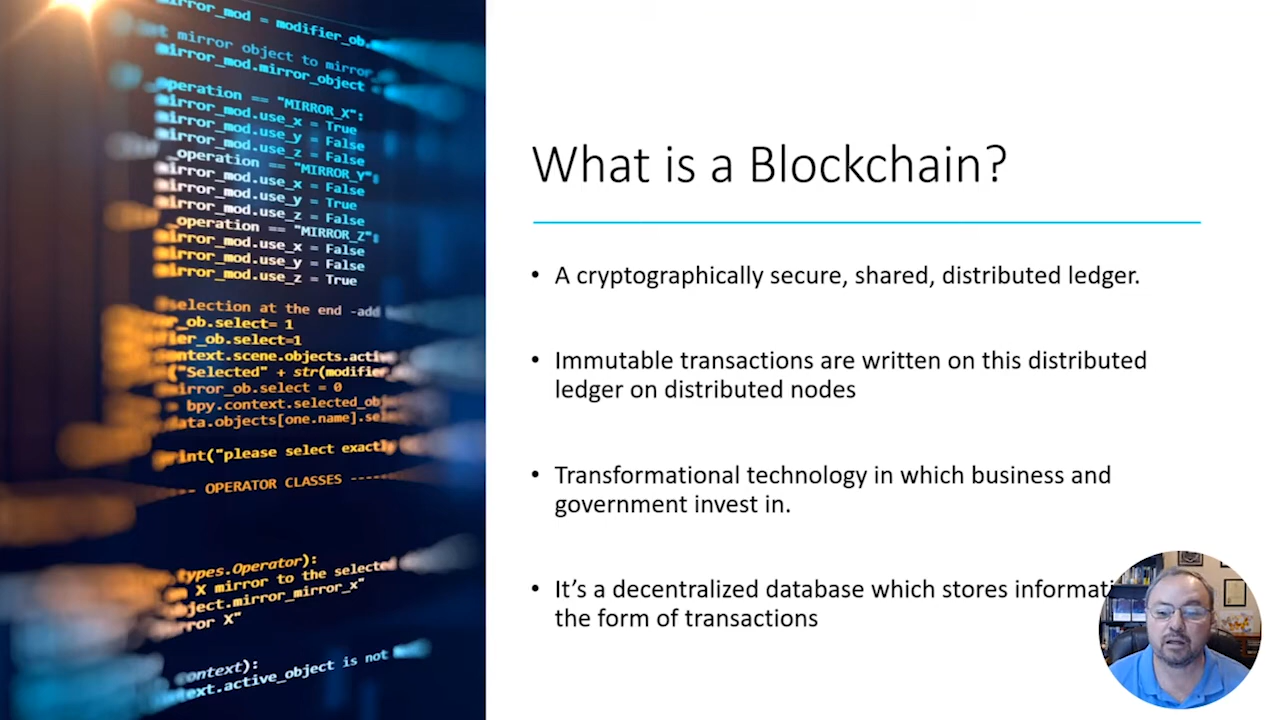 mirror_mod = modifier_ob.
mirror object to mirror
mirror_mod.mirror_object
operation == "MIRROR_X":
mirror_mod.use_x = True
mirror_mod.use_y = False
mirror_mod.use_z = False
_operation == "MIRROR_Y":
mirror_mod.use_x = False
mirror_mod.use_y = True
mirror_mod.use_z = False
_operation == "MIRROR_Z":
mirror_mod.use_x = False
mirror_mod.use_y = False
mirror_mod.use_z = True
selection at the end -add
_ob.select= 1
ier_ob.select=1
ntext.scene.objects.activ
("Selected" + str(modifier
irror_ob.select = 0
= bpy.context.selected_obj
data.objects[one.name].sel
print("please select exactly
-- OPERATOR CLASSES ----
types.Operator):
X mirror to the selected
ject.mirror_mirror_x"
ror X"
context):
ntext.active_object is not
What is a Blockchain?
• A cryptographically secure, shared, distributed ledger.
• Immutable transactions are written on this distributed
ledger on distributed nodes
• Transformational technology in which business and
government invest in.
• It’s a decentralized database which stores informati
the form of transactions